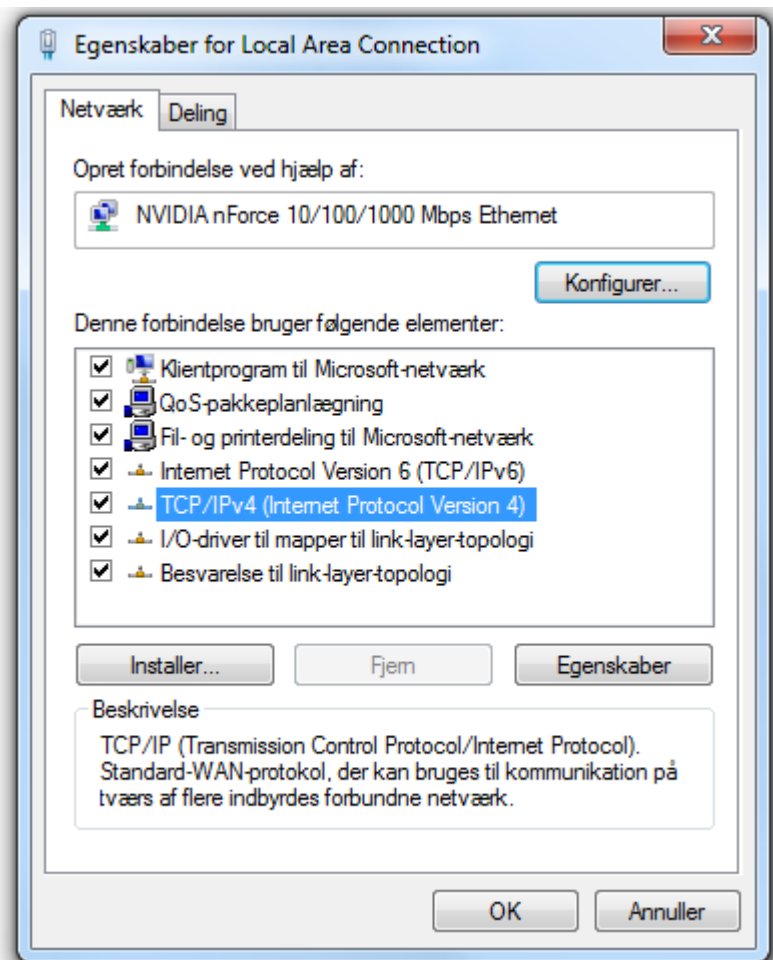 Egenskaber for Local Area Connection
Netværk
Deling
Opret forbindelse ved hjælp af:
NVIDIA nForce 10/100/1000 Mbps Ethernet
Konfigurer...
Denne forbindelse bruger følgende elementer:
Klientprogram til Microsoft-netværk
QoS-pakkeplanlægning
Fil- og printerdeling til Microsoft-netværk
Internet Protocol Version 6 (TCP/IPv6)
TCP/IPv4 (Internet Protocol Version 4)
I/O-driver til mapper til link-layer-topologi
Besvarelse til link-layer-topologi
Installer...
Fjern
Egenskaber
Beskrivelse
TCP/IP (Transmission Control Protocol/Internet Protocol).
Standard-WAN-protokol, der kan bruges til kommunikation på
tværs af flere indbyrdes forbundne netværk.
OK
Annuller